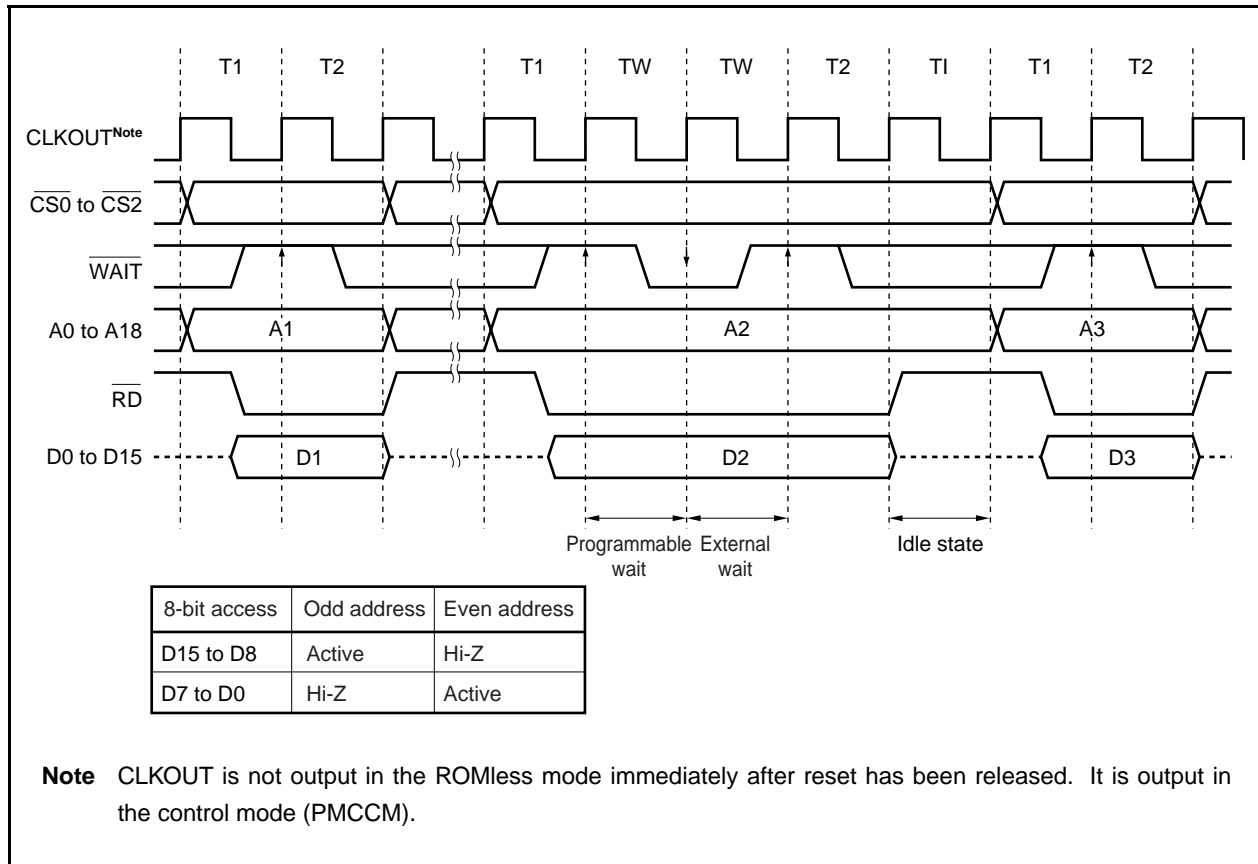 T1 T2 T1 TW TW T2 TI T1 T2
CLKOUTNote
CS0 to CS2
WAIT
A0 to A18 A1 A2 A3
RD
D0 to D15 D1 D2 D3
Programmable External Idle state
wait wait
8-bit access Odd address Even address
D15 to D8 Active Hi-Z
D7 to D0 Hi-Z Active
Note CLKOUT is not output in the ROMless mode immediately after reset has been released. It is output in
the control mode (PMCCM).